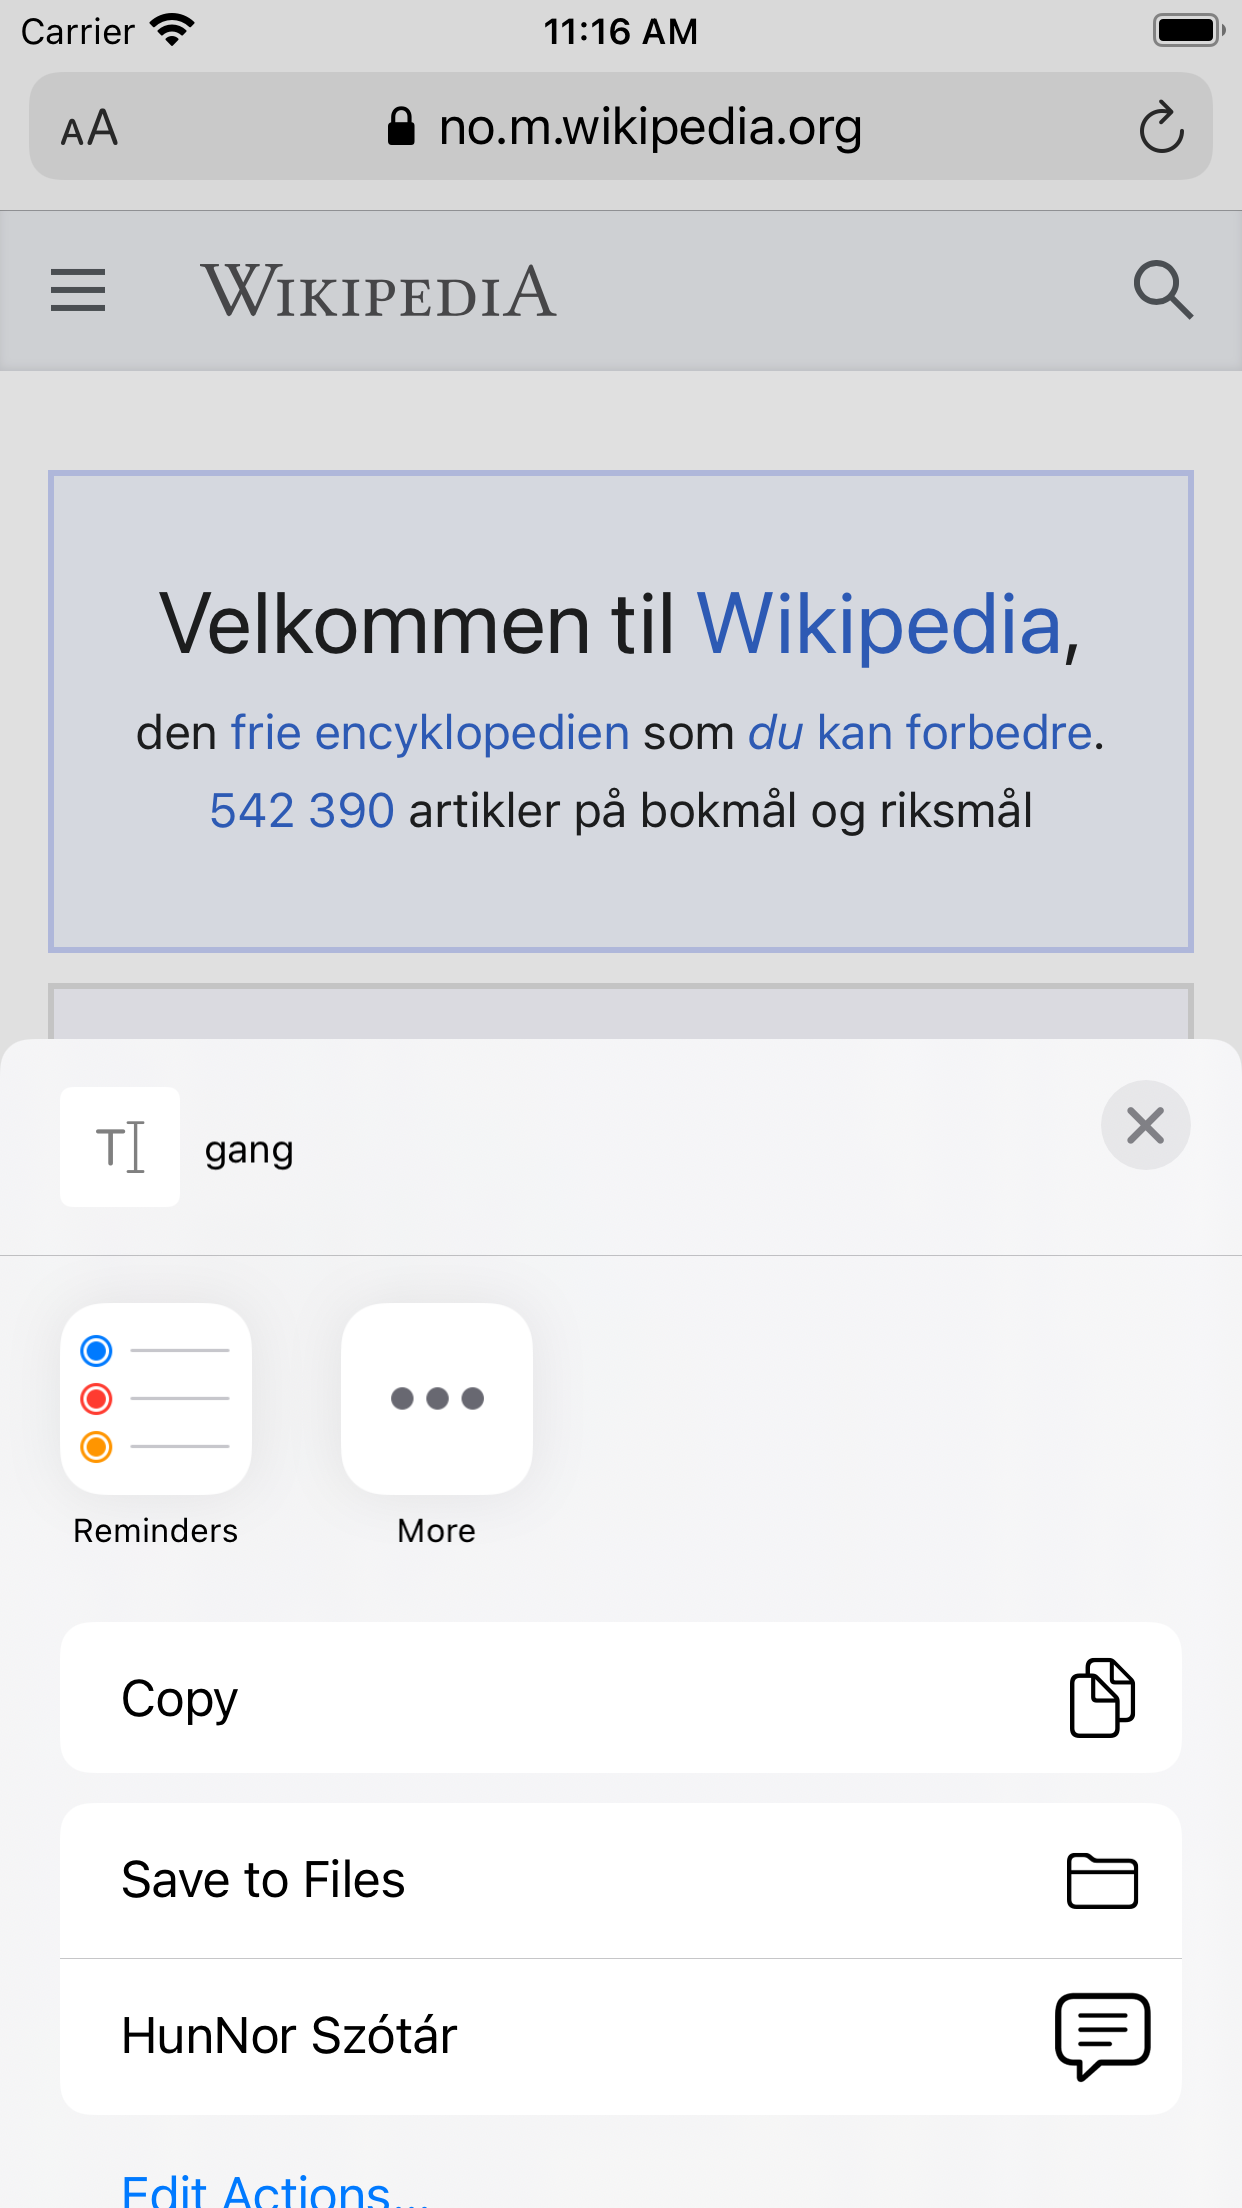 Carrier 11:16 AM
AA no.m.wikipedia.org
WIKIPEDIA
Velkommen til Wikipedia,
den frie encyklopedien som du kan forbedre.
542 390 artikler på bokmål og riksmål
gang
Reminders More
Copy
Save to Files
HunNor Szótár
Edit Actions...